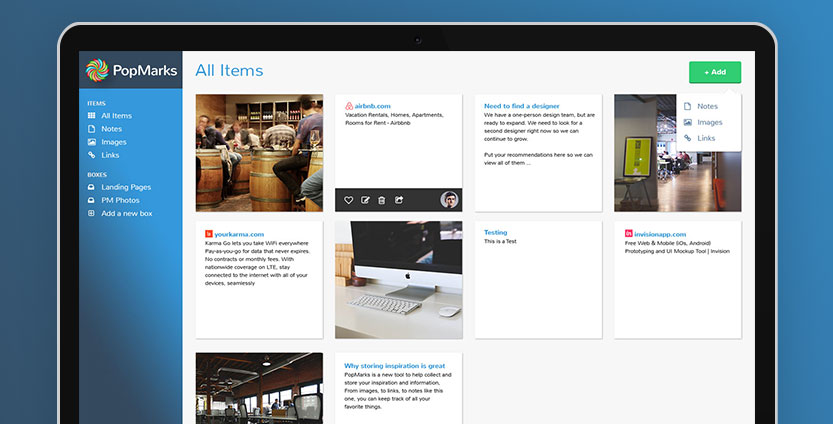 PopMarks
All Items
+ Add
ITEMS
All Items
Notes
Images
Links
BOXES
Landing Pages
PM Photos
Add a new box
Notes
Images
Links
airbnb.com
Vacation Rentals, Homes, Apartments,
Rooms for Rent - Airbnb
Need to find a designer
We have a one-person design team, but are
ready to expand. We need to look for a
second designer right now so we can
continue to grow.
Put your recommendations here so we can
view all of them ...
yourkarma.com
Karma Go lets you take WiFi everywhere
Pay-as-you-go for data that never expires.
No contracts or monthly fees. With
nationwide coverage on LTE, stay
connected to the internet with all of your
devices, seamlessly
Testing
This is a Test
in
invisionapp.com
Free Web & Mobile (iOs, Android)
Prototyping and UI Mockup Tool | Invision
Why storing inspiration is great
PopMarks is a new tool to help collect and
store your inspiration and information.
From images, to links, to notes like this
one, you can keep track of all your
favorite things.